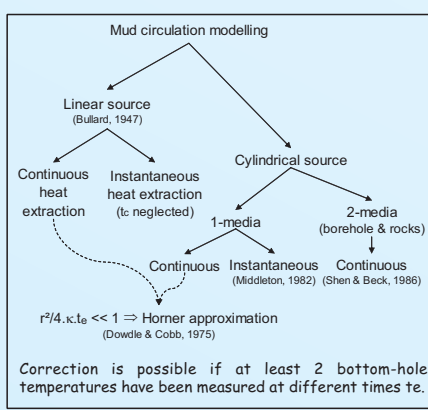 Mud circulation modelling
Linear source
(Bullard, 1947)
Continuous
heat
extraction
Instantaneous
heat extraction
(tc neglected)
Cylindrical source
1-media
2-media
(borehole & rocks)
Continuous
Instantaneous
(Middleton, 1982)
Continuous
(Shen & Beck, 1986)
r²/4.κ.te << 1 ⇒ Horner approximation
(Dowdle & Cobb, 1975)
Correction is possible if at least 2 bottom-hole
temperatures have been measured at different times te.